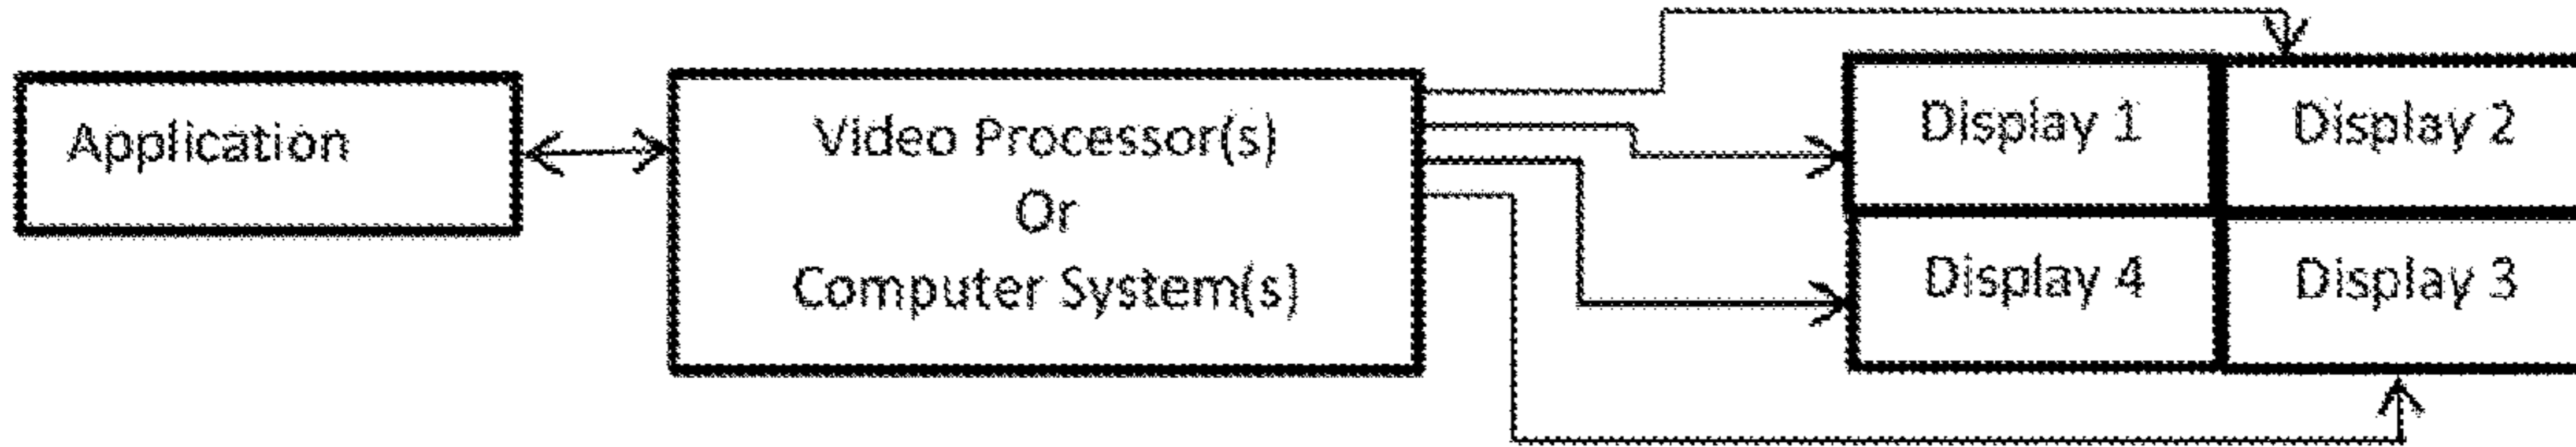 Application
Video Processor(s)
Or
Computer System(s)
Display 1
Display 2
Display 4
Display 3